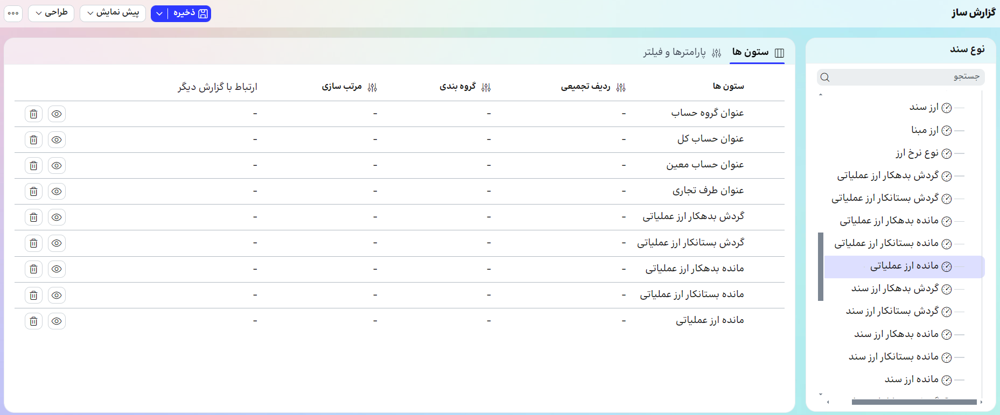 گزارش ساز
ذخیره
پیش نمایش
طراحی
نوع سند
جستجو
ارز سند
ارز مبنا
نوع نرخ ارز
گردش بدهکار ارز عملیاتی
گردش بستانکار ارز عملیاتی
مانده بدهکار ارز عملیاتی
مانده بستانکار ارز عملیاتی
مانده ارز عملیاتی
گردش بدهکار ارز سند
گردش بستانکار ارز سند
مانده بدهکار ارز سند
مانده بستانکار ارز سند
مانده ارز سند
ستون ها
پارامترها و فیلتر
ستون ها ردیف تجمیعی گروه بندی مرتب سازی ارتباط با گزارش دیگر
عنوان گروه حساب - - - -
عنوان حساب کل - - - -
عنوان حساب معین - - - -
عنوان طرف تجاری - - - -
گردش بدهکار ارز عملیاتی - - - -
گردش بستانکار ارز عملیاتی - - - -
مانده بدهکار ارز عملیاتی - - - -
مانده بستانکار ارز عملیاتی - - - -
مانده ارز عملیاتی - - - -